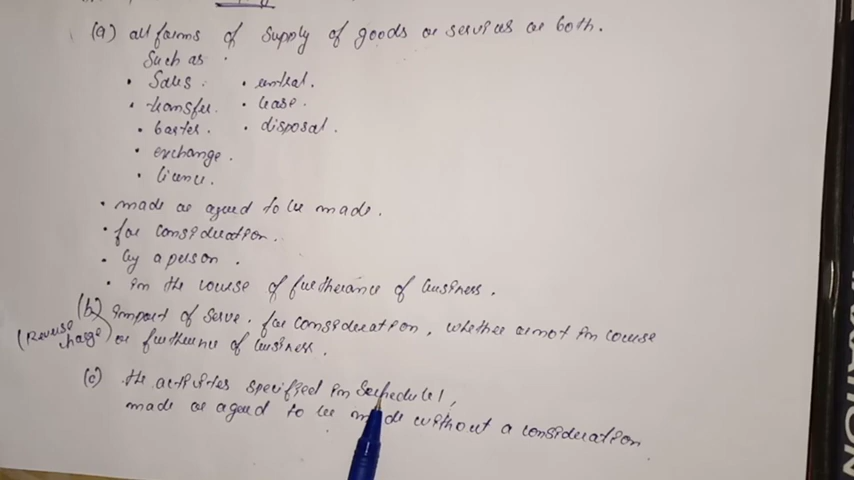 (a) all forms of supply of goods or services or both.
Such as
• Sales. • rental.
• transfer. • lease.
• barter. • disposal.
• exchange.
• licence.
• made or agreed to be made.
• for consideration.
• by a person.
• in the course of furtherance of business.
(b) import of serve. for consideration, whether or not in course
(reverse charge) or furtherance of business.
(c) the activities specified in Schedule 1,
made or agreed to be made without a consideration